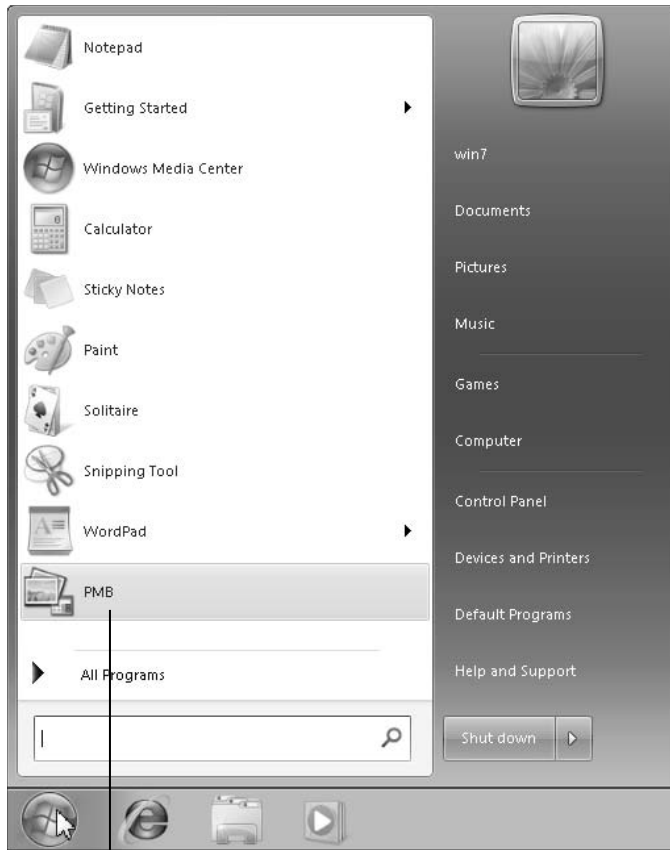 Notepad
Getting Started
Windows Media Center
Calculator
Sticky Notes
Paint
Solitaire
Snipping Tool
WordPad
PMB
All Programs
win7
Documents
Pictures
Music
Games
Computer
Control Panel
Devices and Printers
Default Programs
Help and Support
Shut down